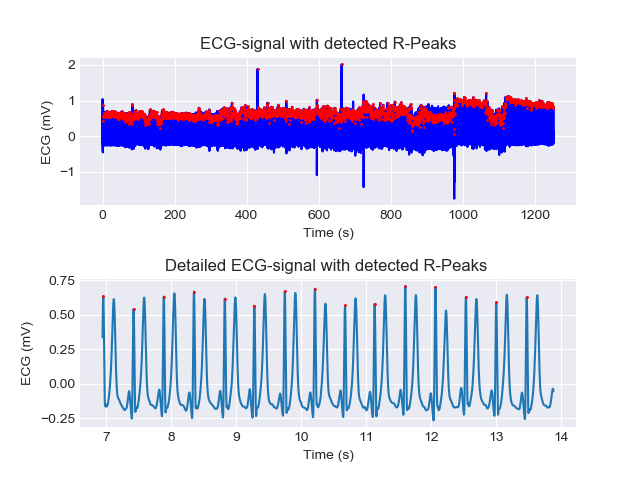 ECG-signal with detected R-Peaks
2
1
0
−1
ECG (mV)
0 200 400 600 800 1000 1200
Time (s)
Detailed ECG-signal with detected R-Peaks
0.75
0.50
0.25
0.00
−0.25
ECG (mV)
7 8 9 10 11 12 13 14
Time (s)